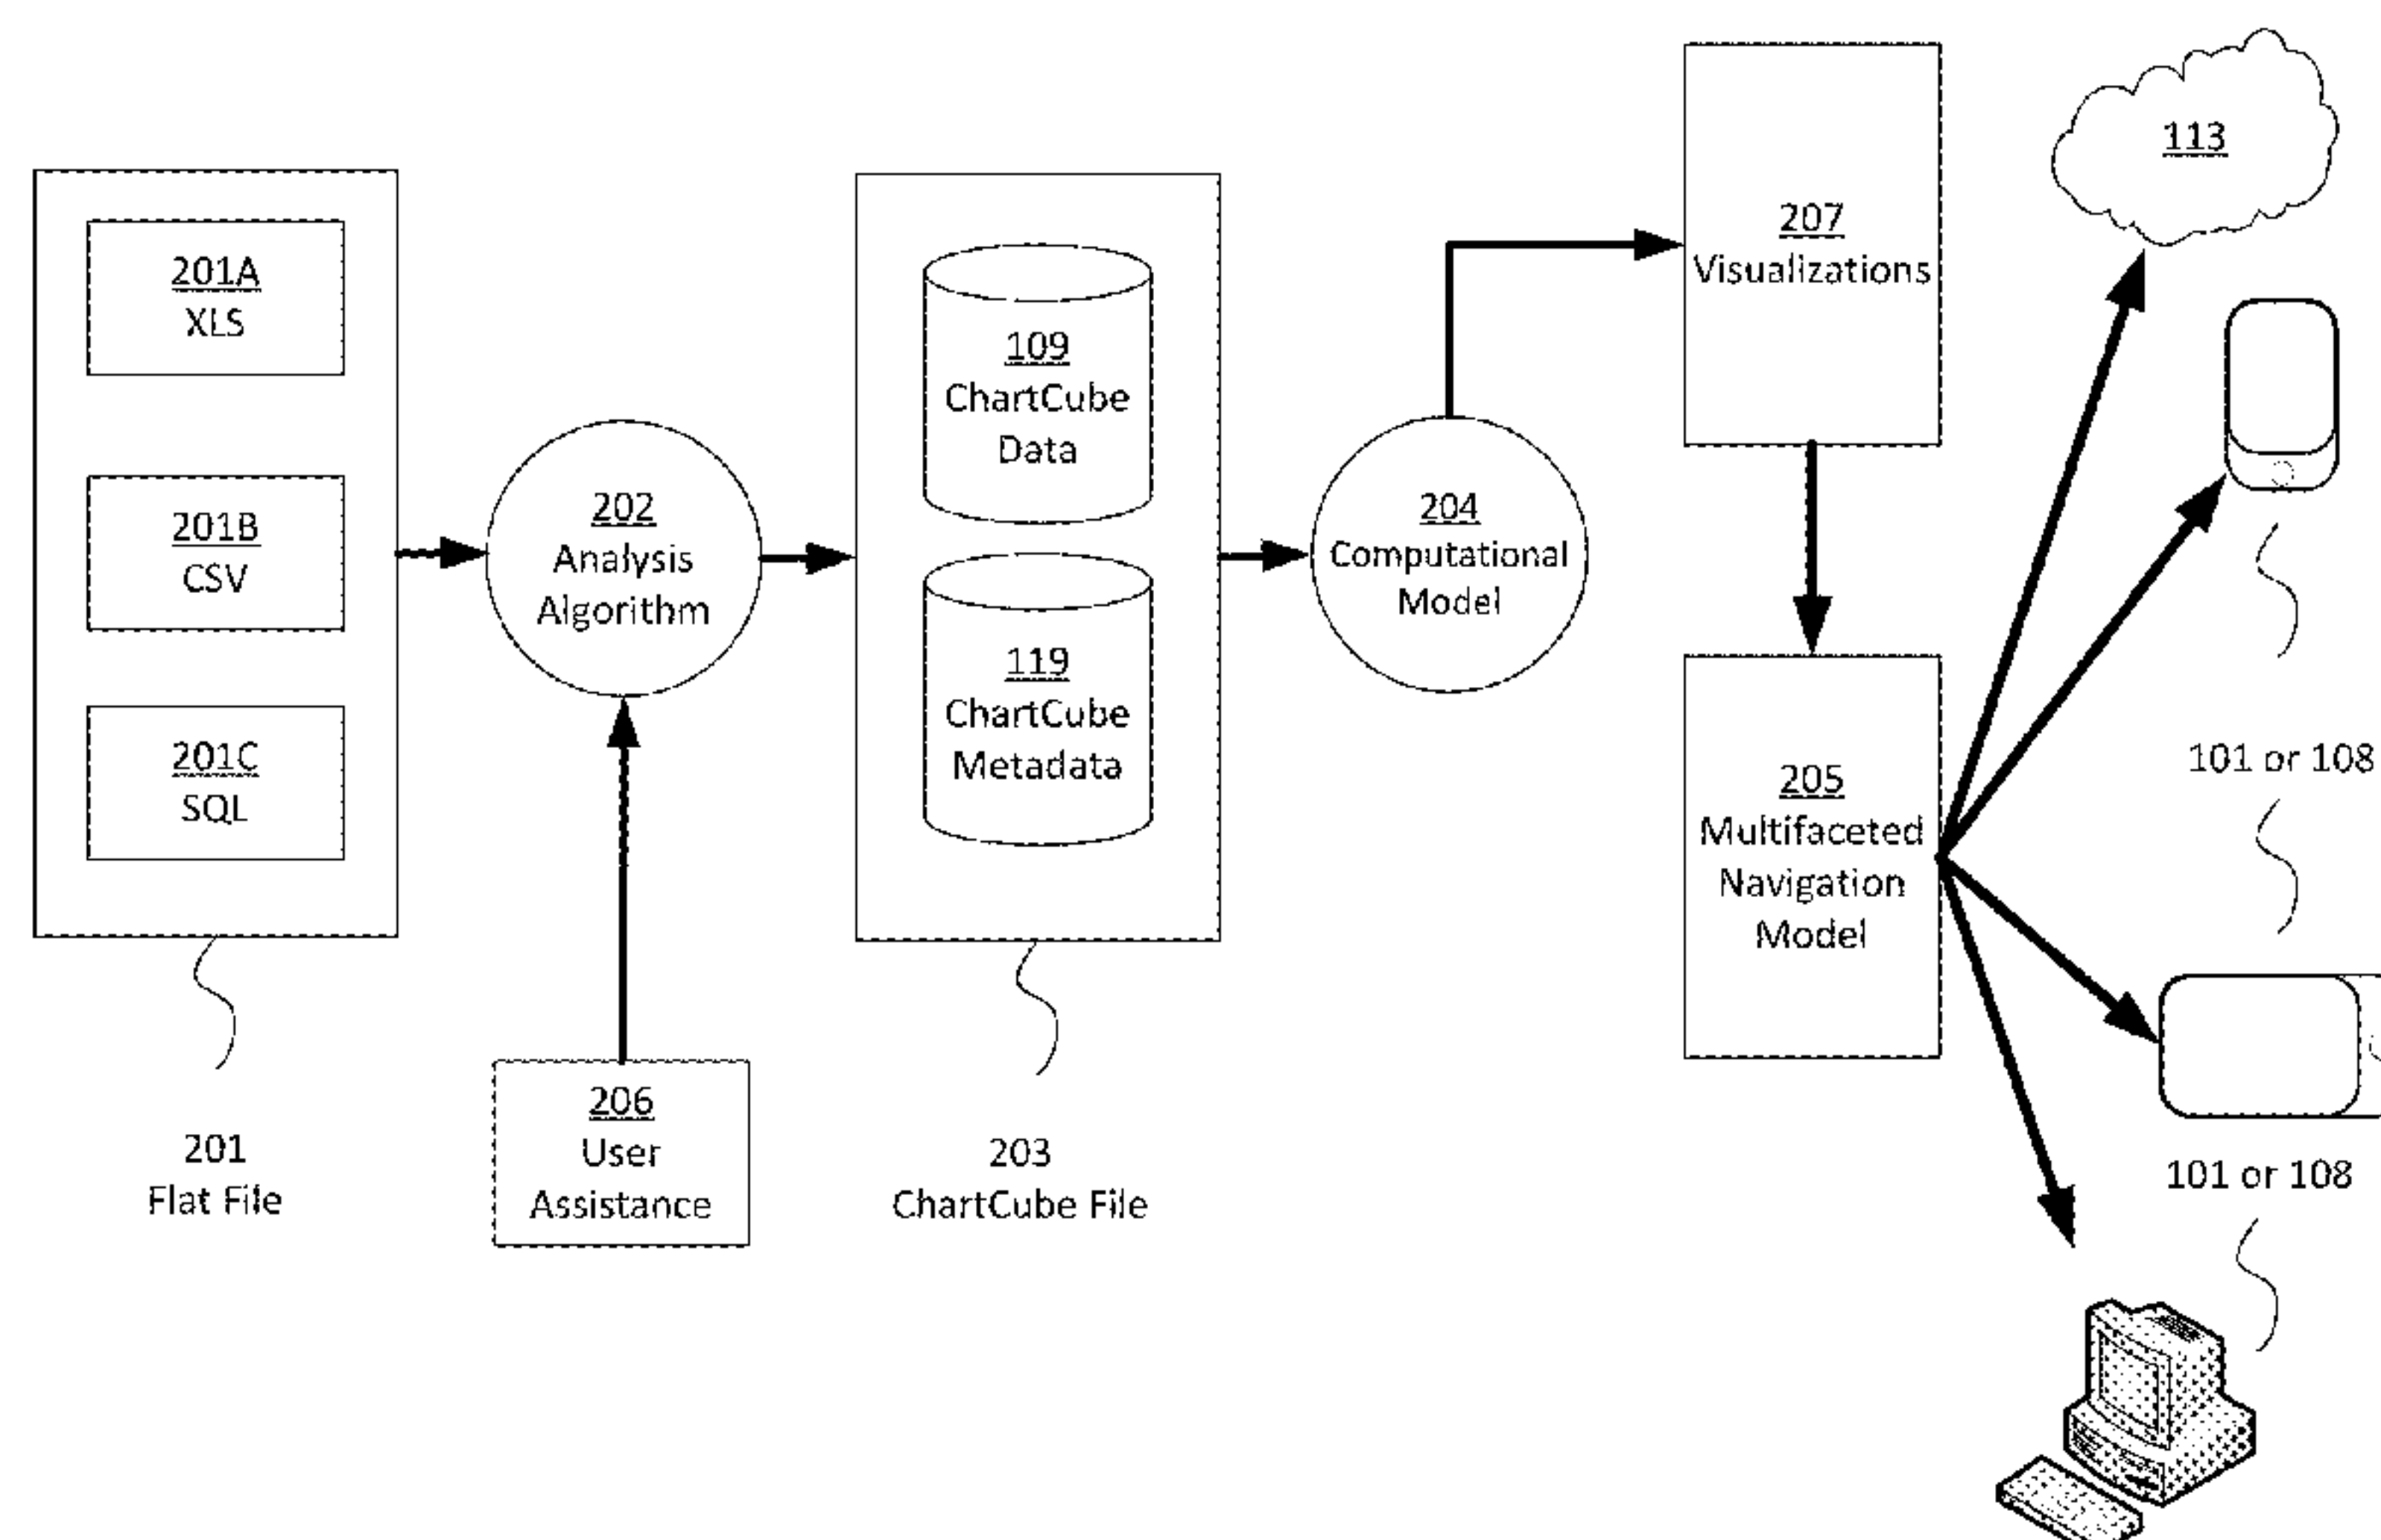 201A
XLS
201B
CSV
201C
SQL
201
Flat File
202
Analysis
Algorithm
206
User
Assistance
109
ChartCube
Data
119
ChartCube
Metadata
203
ChartCube File
204
Computational
Model
207
Visualizations
205
Multifaceted
Navigation
Model
113
101 or 108
101 or 108